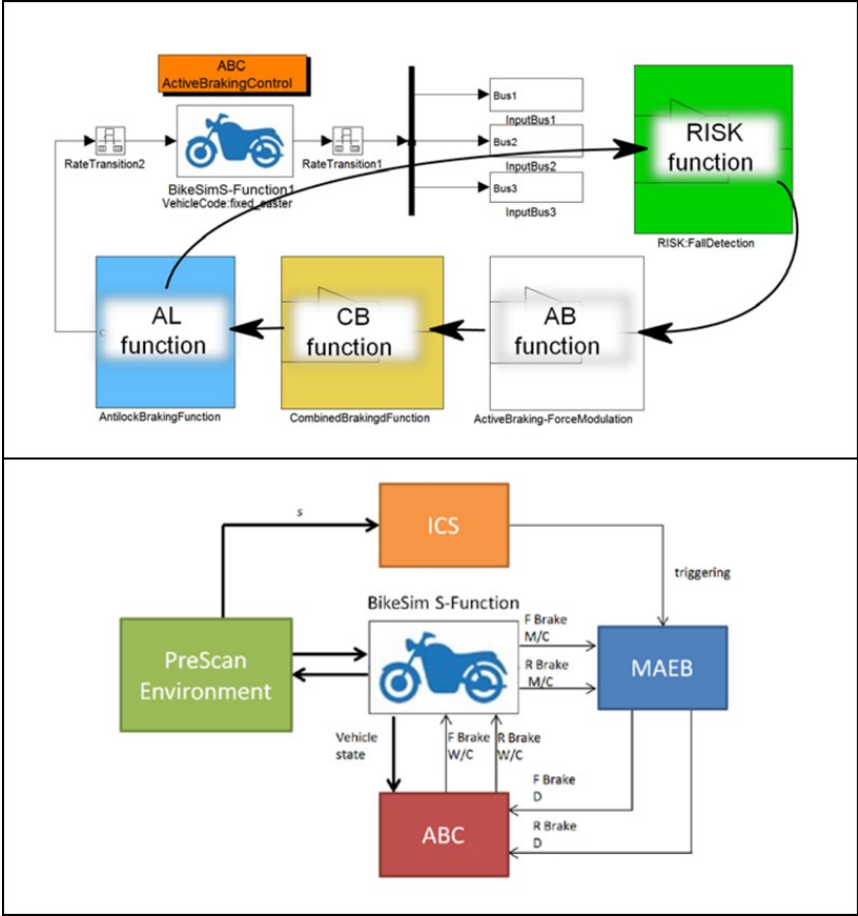 ABC
ActiveBrakingControl
RateTransition2
BikeSimS-Function1
VehicleCode:fixed_easter
RateTransition1
Bus1
InputBus1
Bus2
InputBus2
Bus3
InputBus3
RISK
function
RISK:FallDetection
AL
function
AntilockBrakingFunction
CB
function
CombinedBrakingdFunction
AB
function
ActiveBraking-ForceModulation
s
ICS
triggering
BikeSim S-Function
PreScan
Environment
F Brake
M/C
R Brake
M/C
MAEB
Vehicle
state
F Brake
W/C
R Brake
W/C
F Brake
D
R Brake
D
ABC